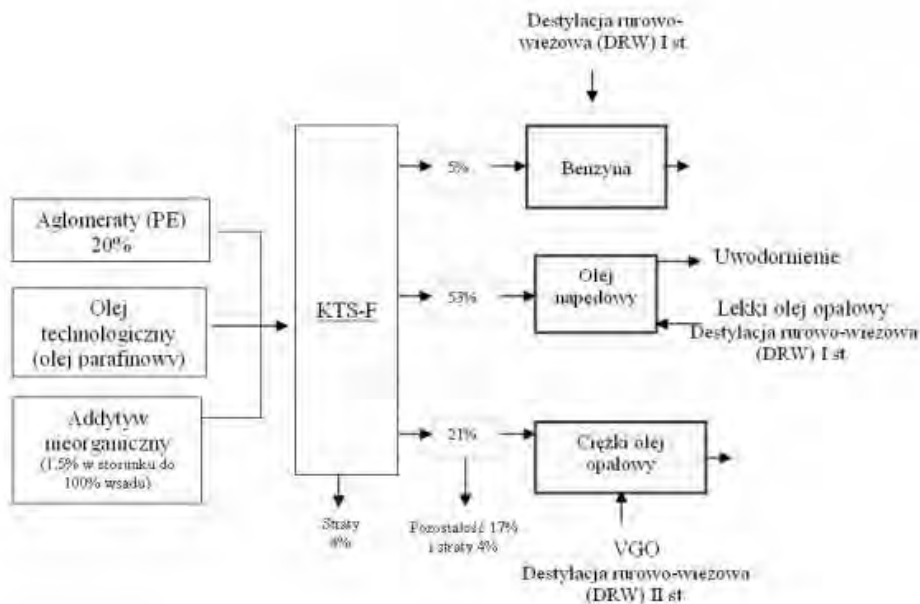 Destylacja rurowo-
wieżowa (DRW) I st
5%
Benzyna
Aglomeraty (PE)
20%
Olej
technologiczny
(olej parafinowy)
Addytyw
nieorganiczny
(1,5% w storunku do
100% wsadu)
KTS-F
53%
Olej
napędowy
Uwodornienie
Lekki olej opałowy
Destylacja rurowo-wieżowa
(DRW) I st
21%
Ciężki olej
opałowy
Straty
4%
Pozostałość 17%
i straty 4%
VGO
Destylacja rurowo-wieżowa
(DRW) II st